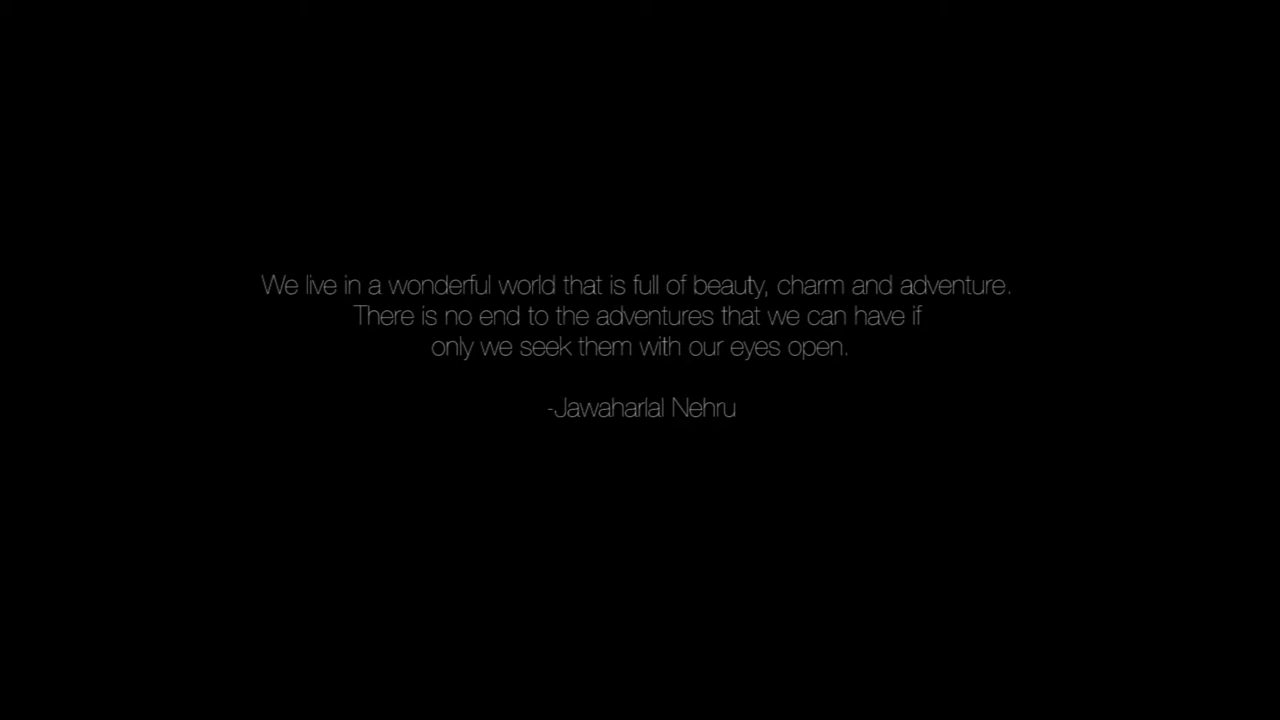 We live in a wonderful world that is full of beauty, charm and adventure.
There is no end to the adventures that we can have if
only we seek them with our eyes open.
-Jawaharlal Nehru